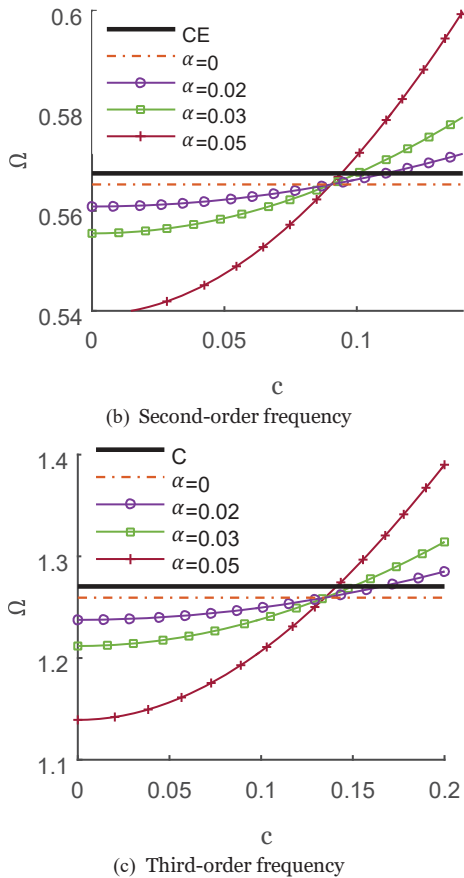 0.6
CE
α=0
α=0.02
0.58
α=0.03
α=0.05
Ω
0.56
0.54
0
0.05
0.1
c
(b) Second-order frequency
1.4
C
α=0
α=0.02
α=0.03
1.3
α=0.05
Ω
1.2
1.1
0
0.05
0.1
0.15
0.2
c
(c) Third-order frequency